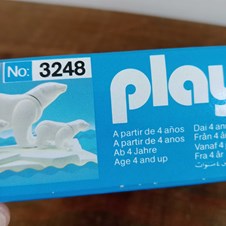 No: 3248
play
A partir de 4 años
A partir de 4 anos
Ab 4 Jahre
Age 4 and up
Dai 4 an
Från 4 å
Vanaf 4
Fra 4 år